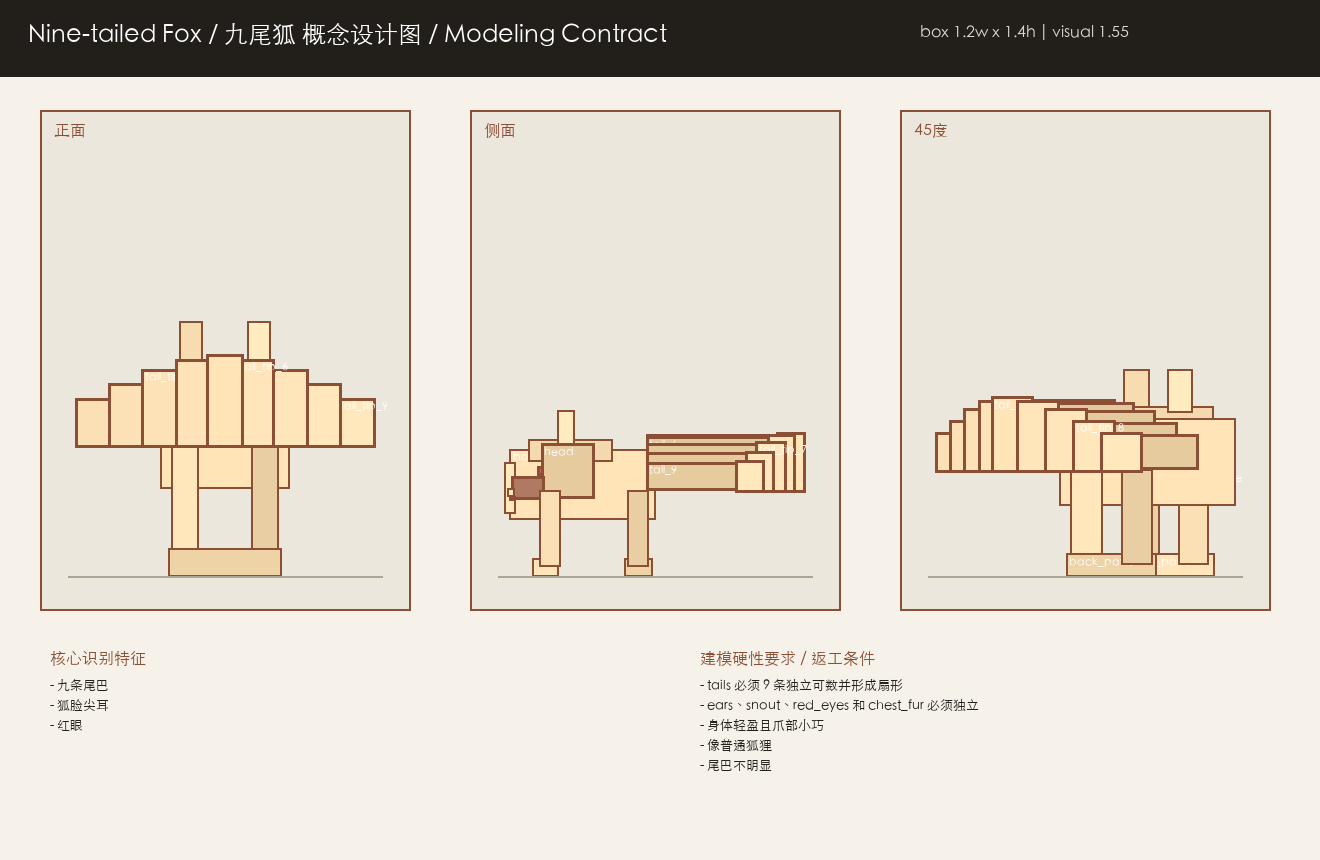 Nine-tailed Fox / 九尾狐 概念设计图 / Modeling Contract
box 1.2w x 1.4h | visual 1.55
正面
侧面
45度
head
tail_9
核心识别特征
- 九条尾巴
- 狐脸尖耳
- 红眼
建模硬性要求 / 返工条件
- tails 必须 9 条独立可数并形成扇形
- ears、snout、red_eyes 和 chest_fur 必须独立
- 身体轻盈且爪部小巧
- 像普通狐狸
- 尾巴不明显